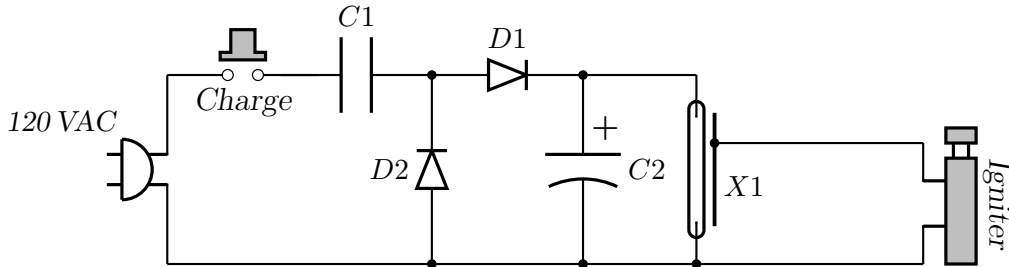 C1
D1
Charge
120 VAC
+
D2
C2
X1
Igniter